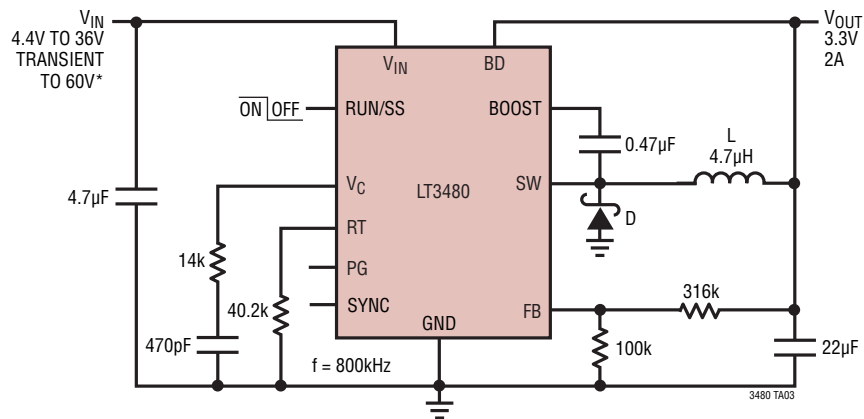 VIN
4.4V TO 36V
TRANSIENT
TO 60V*
VOUT
3.3V
2A
VIN
BD
ON OFF
RUN/SS
BOOST
0.47µF
L
4.7µH
4.7µF
VC
LT3480
SW
D
RT
14k
PG
40.2k
SYNC
FB
316k
GND
470pF
f = 800kHz
100k
22µF
3480 TA03